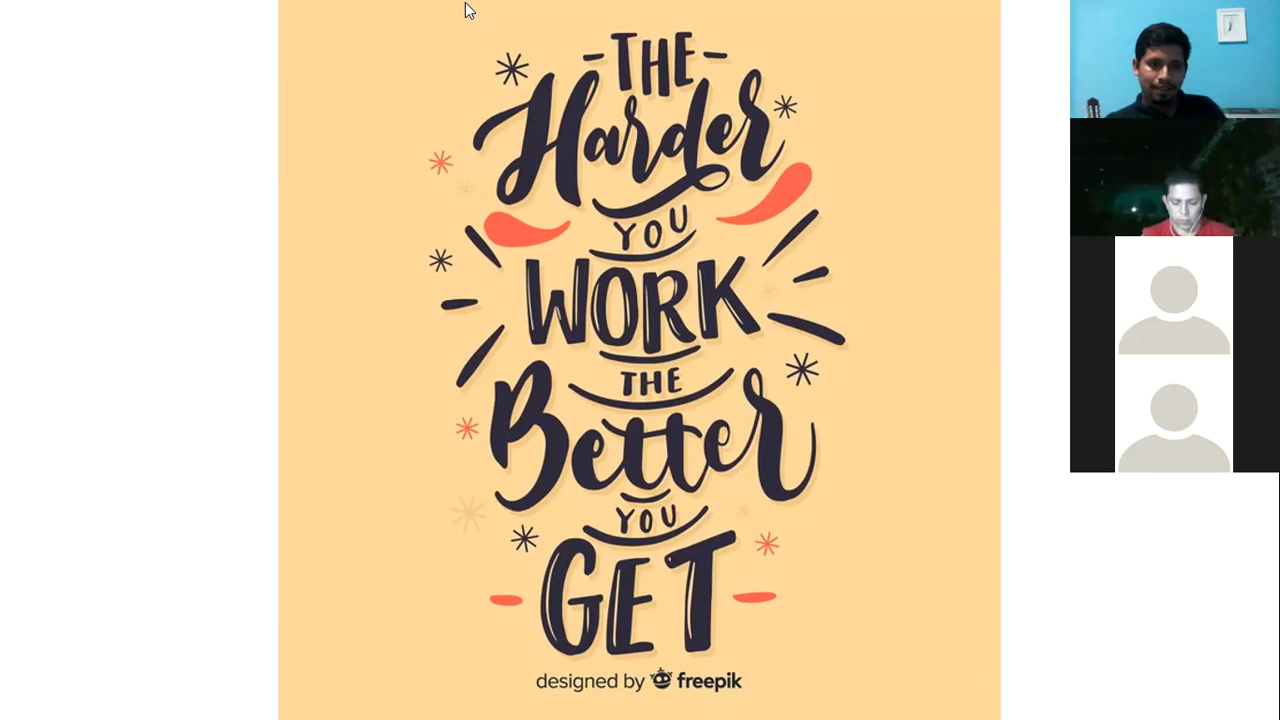 THE
Harder
YOU
WORK
THE
Better
YOU
GET
designed by freepik